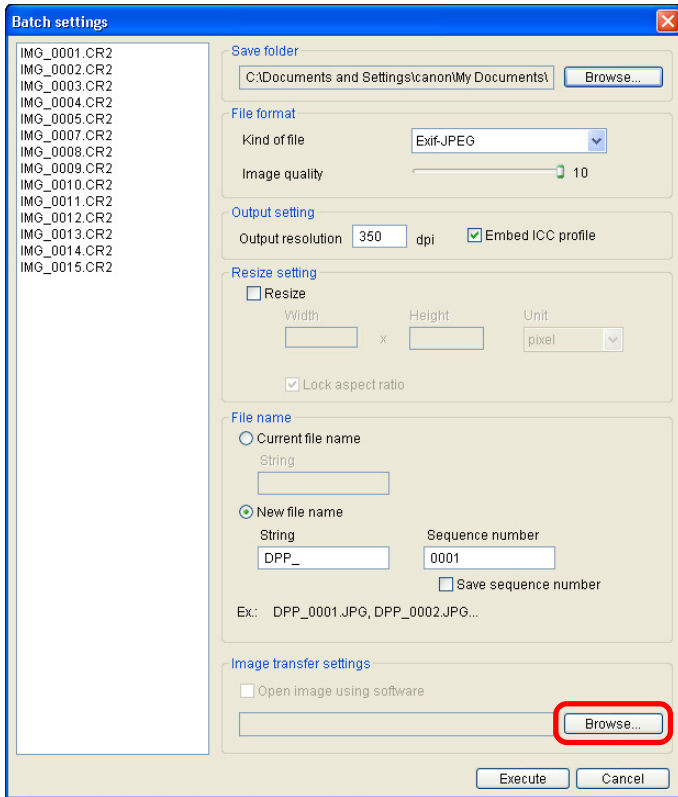 Batch settings
IMG_0001.CR2
IMG_0002.CR2
IMG_0003.CR2
IMG_0004.CR2
IMG_0005.CR2
IMG_0007.CR2
IMG_0008.CR2
IMG_0009.CR2
IMG_0010.CR2
IMG_0011.CR2
IMG_0012.CR2
IMG_0013.CR2
IMG_0014.CR2
IMG_0015.CR2
Save folder
C:\Documents and Settings\canon\My Documents\ Browse...
File format
Kind of file Exif-JPEG
Image quality 10
Output setting
Output resolution 350 dpi Embed ICC profile
Resize setting
Resize
Width Height Unit
x pixel
Lock aspect ratio
File name
Current file name
String
New file name
String Sequence number
DPP_ 0001
Save sequence number
Ex.: DPP_0001.JPG, DPP_0002.JPG...
Image transfer settings
Open image using software
Browse...
Execute Cancel